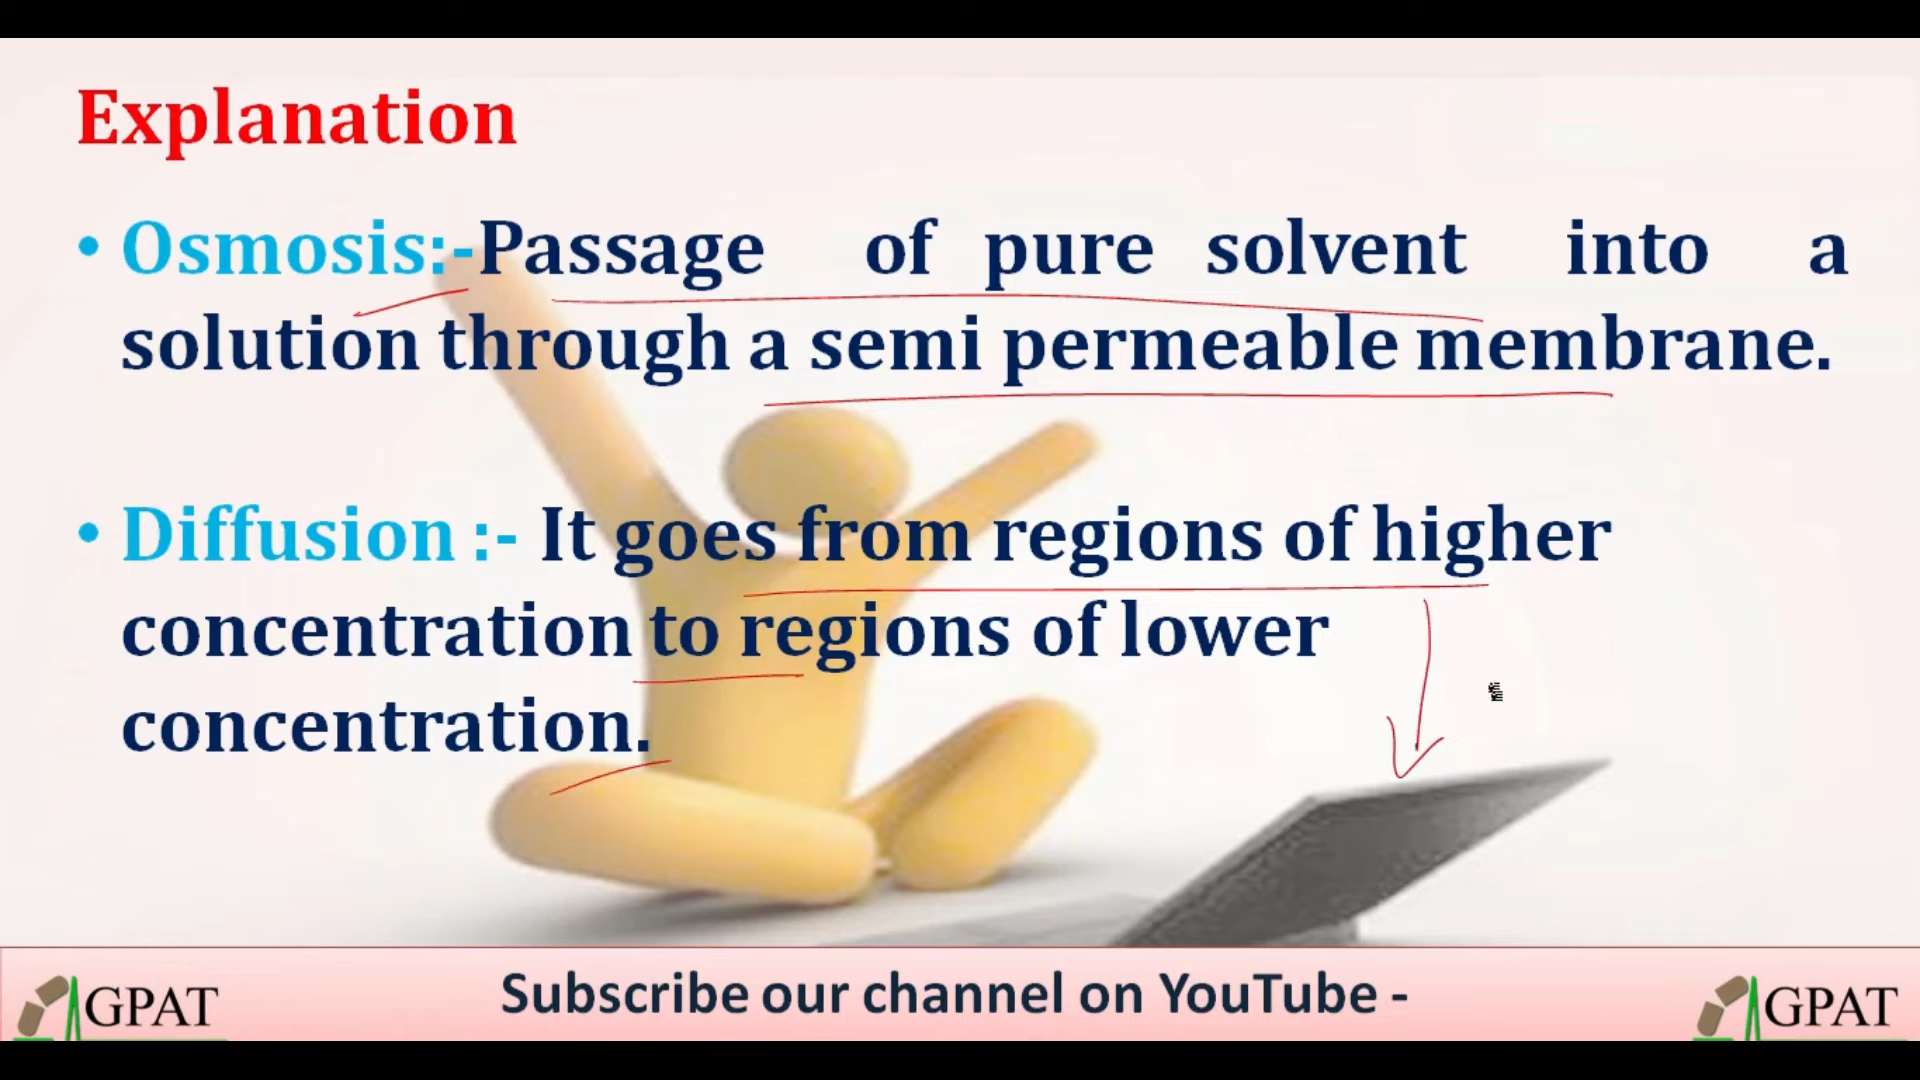 Explanation
• Osmosis:-Passage of pure solvent into a
solution through a semi permeable membrane.
• Diffusion :- It goes from regions of higher
concentration to regions of lower
concentration.
GPAT
Subscribe our channel on YouTube -
GPAT